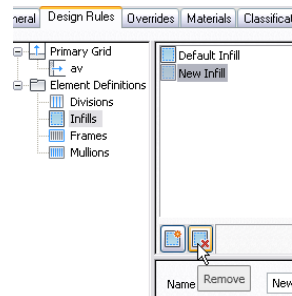 neral Design Rules Overrides Materials Classificat
Primary Grid
av
Element Definitions
Divisions
Infills
Frames
Mullions
Default Infill
New Infill
Name Remove New